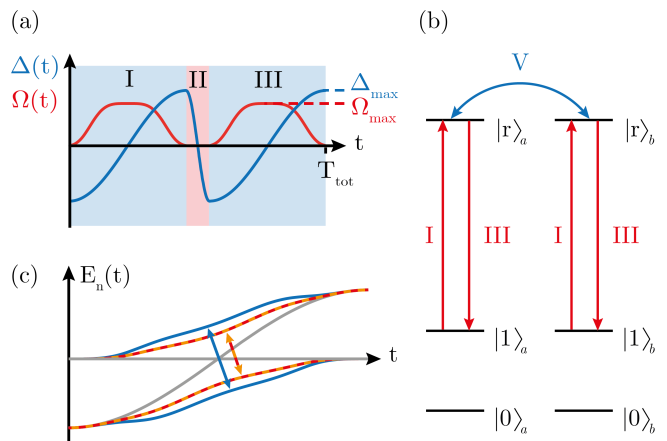 (a)
Δ(t)
Ω(t)
I II III
Δmax
Ωmax
t
Ttot
(b)
V
|r⟩a |r⟩b
I III I III
|1⟩a |1⟩b
|0⟩a |0⟩b
(c)
En(t)
t